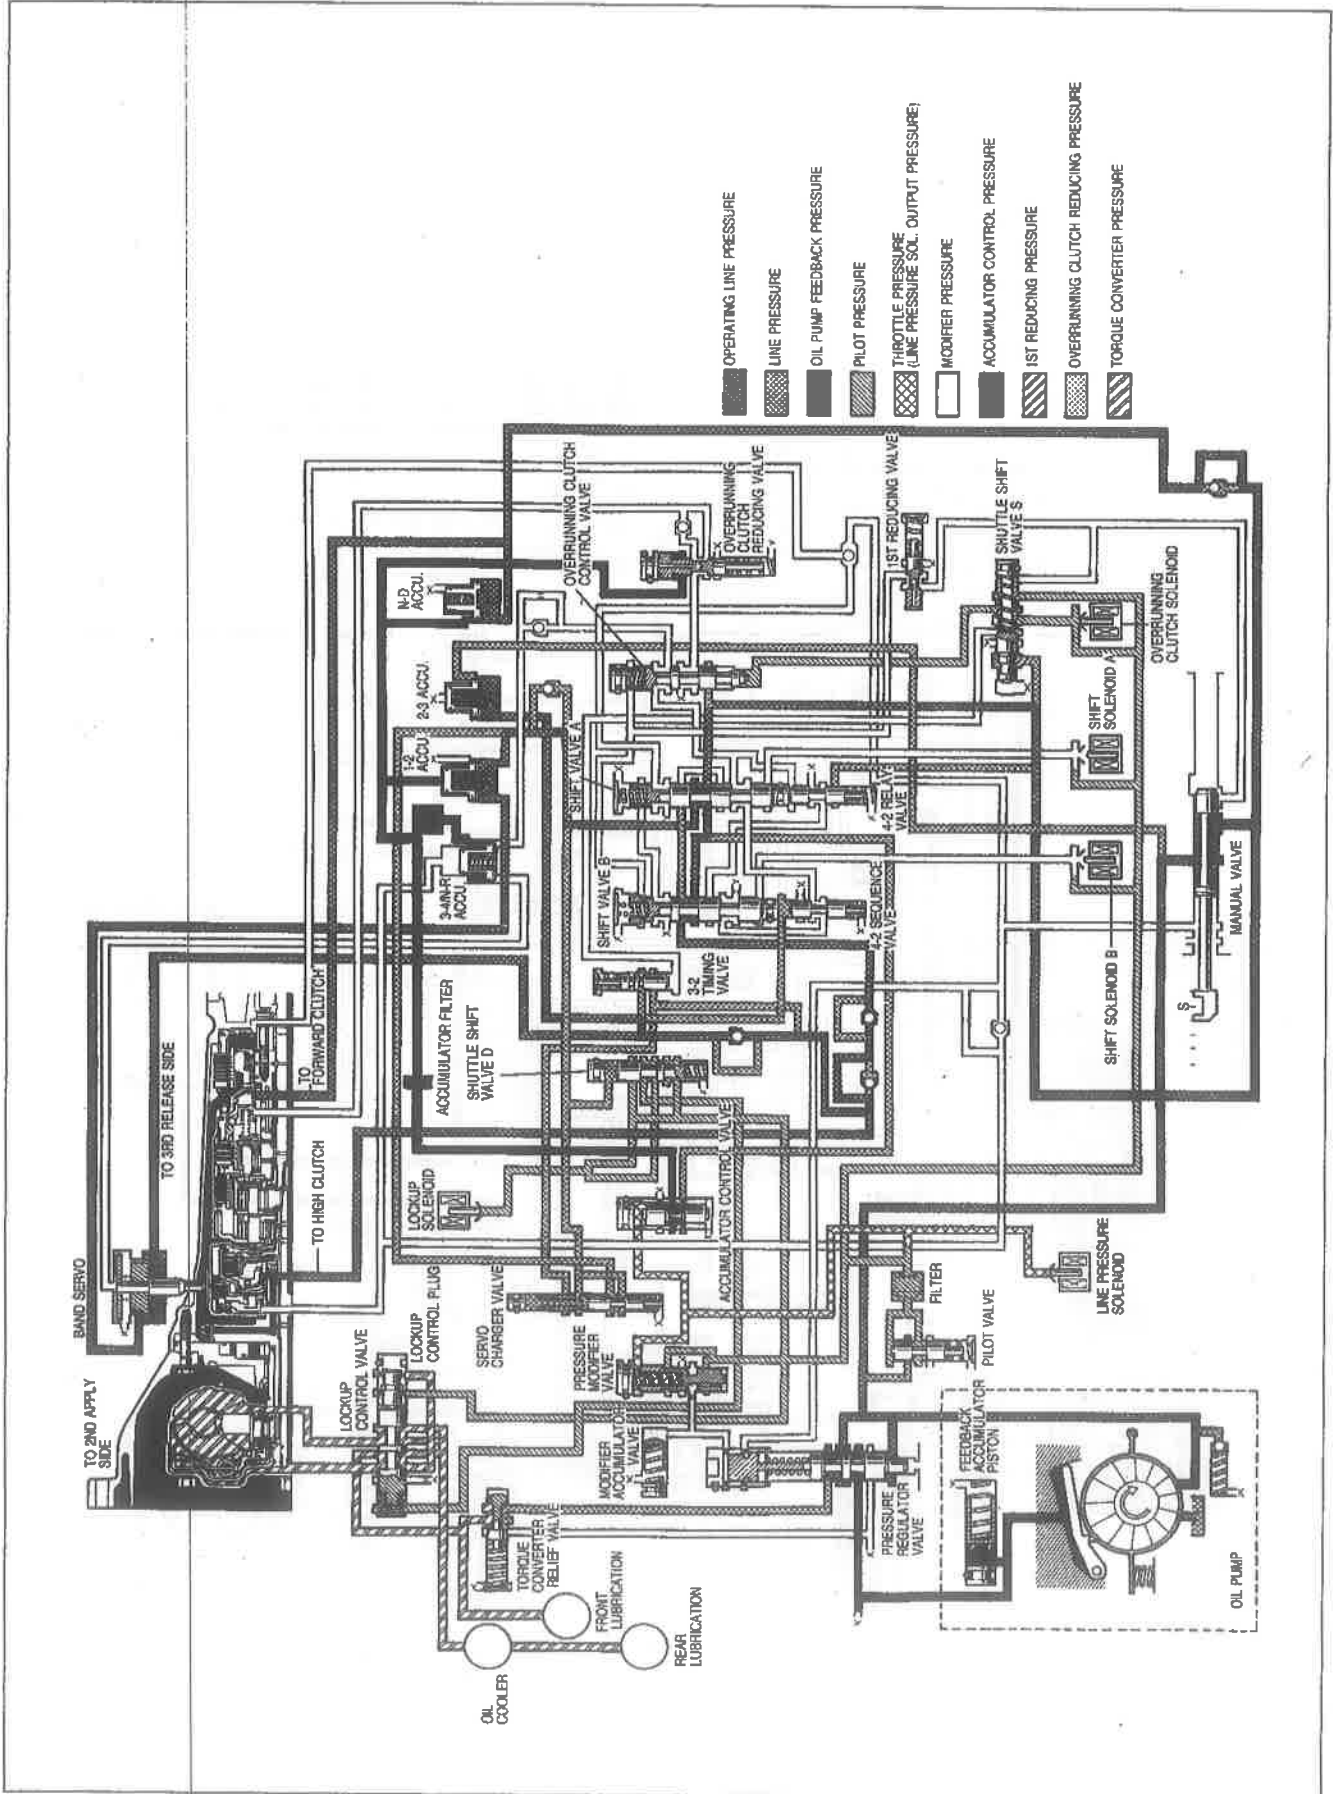 TO 2ND APPLY
SIDE
BAND SERVO
TO 3RD RELEASE SIDE
TO HIGH CLUTCH
TO
FORWARD CLUTCH
LOCKUP
CONTROL VALVE
LOCKUP
CONTROL PLUG
LOCKUP
SOLENOID
ACCUMULATOR FILTER
SHUTTLE SHIFT
VALVE D
3-4/N-R
ACCU.
1-2
ACCU.
2-3 ACCU.
N-D
ACCU.
OVERRUNNING CLUTCH
CONTROL VALVE
OIL
COOLER
FRONT
LUBRICATION
REAR
LUBRICATION
TORQUE
CONVERTER
RELIEF VALVE
SERVO
CHARGER VALVE
PRESSURE
MODIFIER
VALVE
MODIFIER
ACCUMULATOR
VALVE
ACCUMULATOR CONTROL VALVE
3-2
TIMING
VALVE
SHIFT VALVE B
SHIFT VALVE A
4-2 SEQUENCE
VALVE
4-2 RELAY
VALVE
OVERRUNNING
CLUTCH
REDUCING VALVE
1ST REDUCING VALVE
SHUTTLE SHIFT
VALVE S
PRESSURE
REGULATOR
VALVE
FEEDBACK
ACCUMULATOR
PISTON
PILOT VALVE
FILTER
LINE PRESSURE
SOLENOID
SHIFT SOLENOID B
SHIFT
SOLENOID A
OVERRUNNING
CLUTCH SOLENOID
S
MANUAL VALVE
OIL PUMP
OPERATING LINE PRESSURE
LINE PRESSURE
OIL PUMP FEEDBACK PRESSURE
PILOT PRESSURE
THROTTLE PRESSURE
(LINE PRESSURE SOL. OUTPUT PRESSURE)
MODIFIER PRESSURE
ACCUMULATOR CONTROL PRESSURE
1ST REDUCING PRESSURE
OVERRUNNING CLUTCH REDUCING PRESSURE
TORQUE CONVERTER PRESSURE